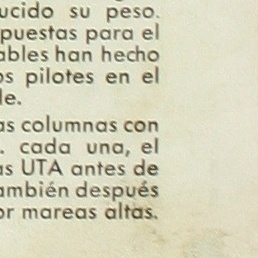 ucido su peso.
puestas para el
ables han hecho
os pilotes en el
le.
as columnas con
. cada una, el
as UTA antes de
ambién después
or mareas altas.